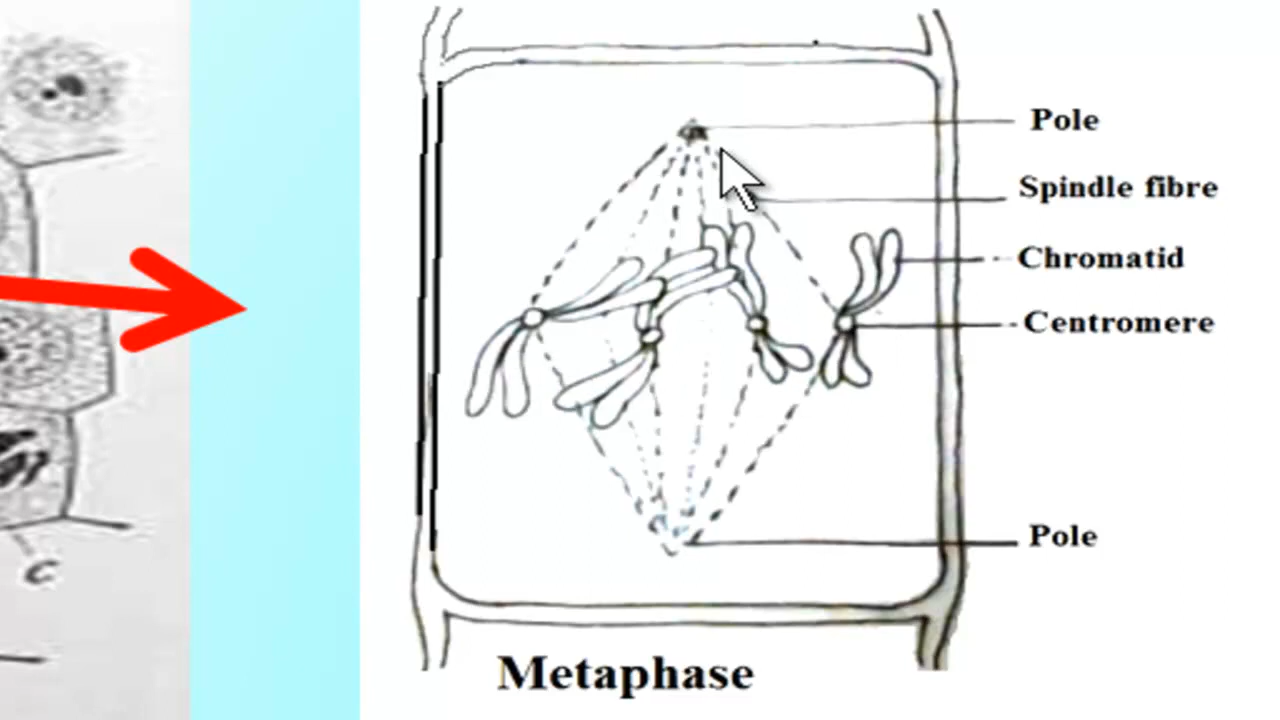 Pole
Spindle fibre
Chromatid
Centromere
Pole
C
Metaphase